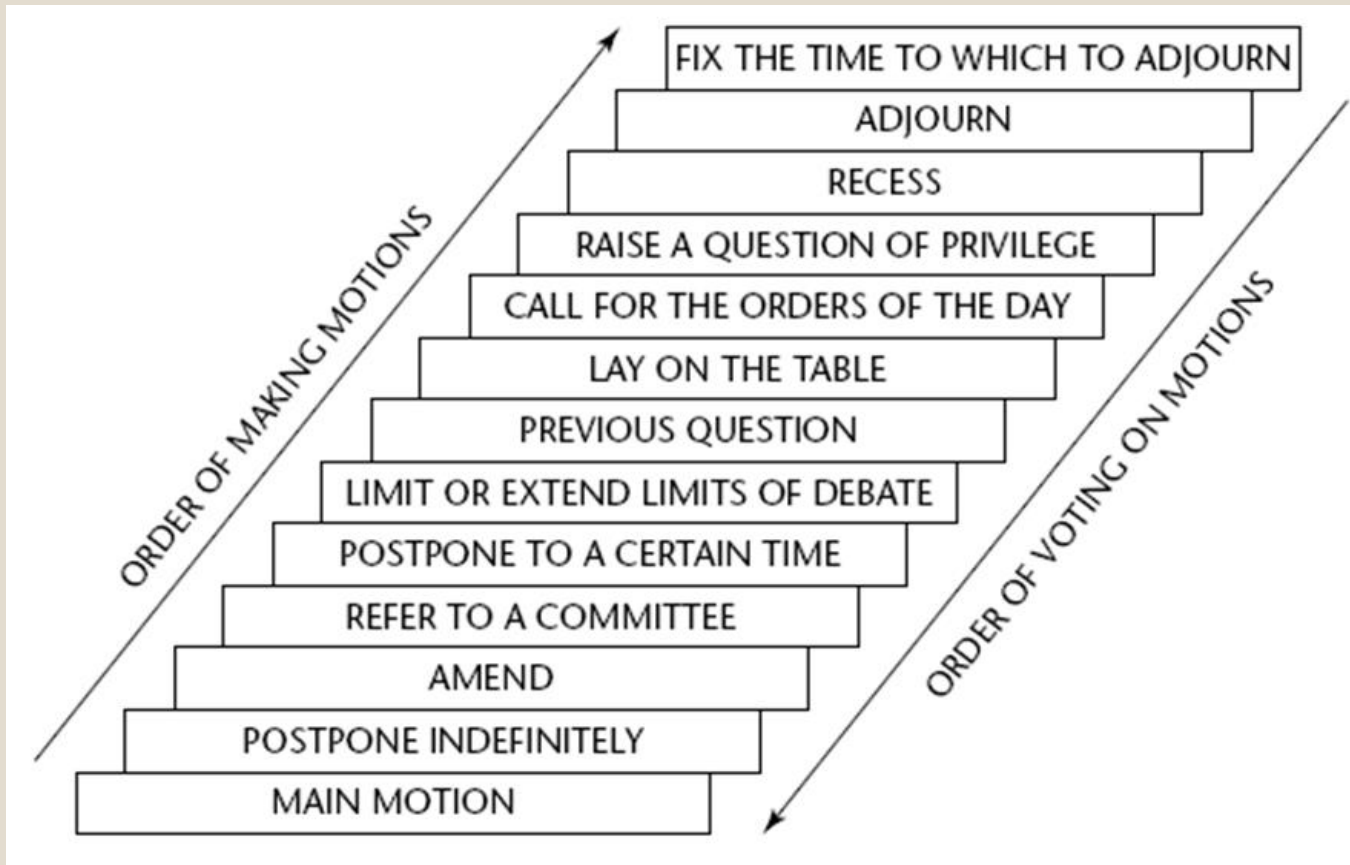 FIX THE TIME TO WHICH TO ADJOURN
ADJOURN
RECESS
RAISE A QUESTION OF PRIVILEGE
CALL FOR THE ORDERS OF THE DAY
LAY ON THE TABLE
PREVIOUS QUESTION
LIMIT OR EXTEND LIMITS OF DEBATE
POSTPONE TO A CERTAIN TIME
REFER TO A COMMITTEE
AMEND
POSTPONE INDEFINITELY
MAIN MOTION
ORDER OF MAKING MOTIONS
ORDER OF VOTING ON MOTIONS